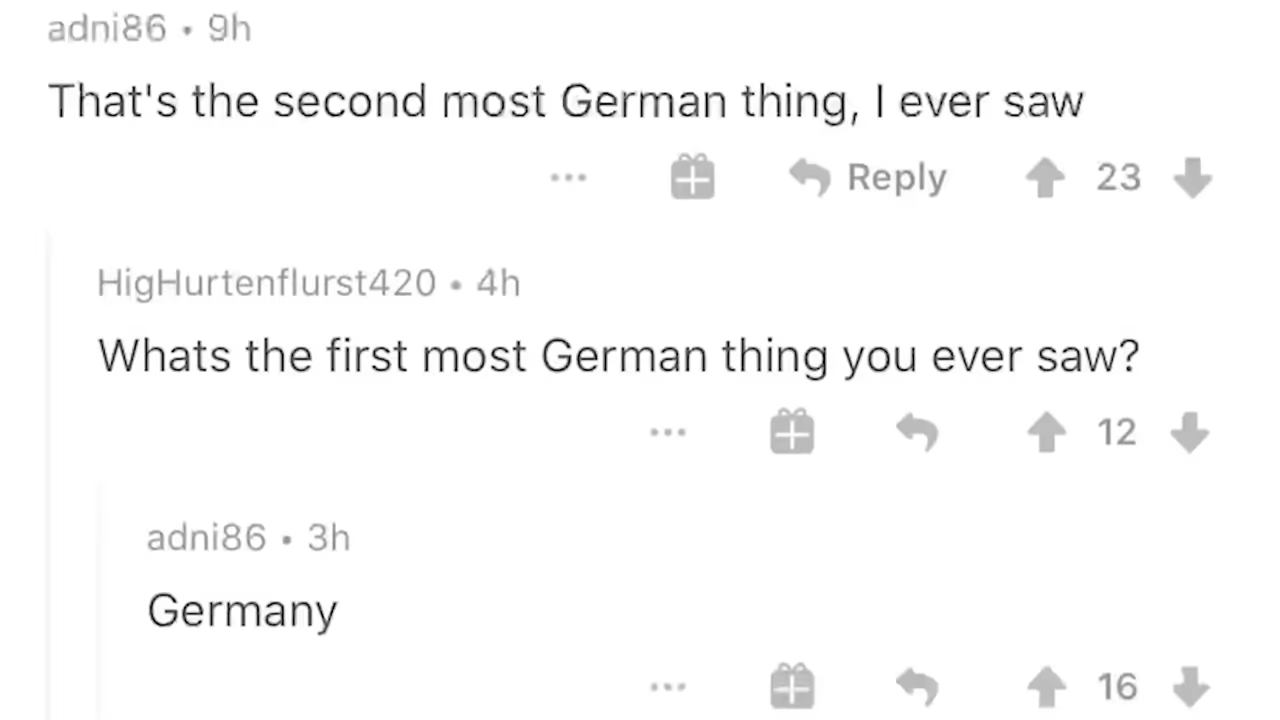 adni86 • 9h
That's the second most German thing, I ever saw
... Reply 23
HigHurtenflurst420 • 4h
Whats the first most German thing you ever saw?
... 12
adni86 • 3h
Germany
... 16